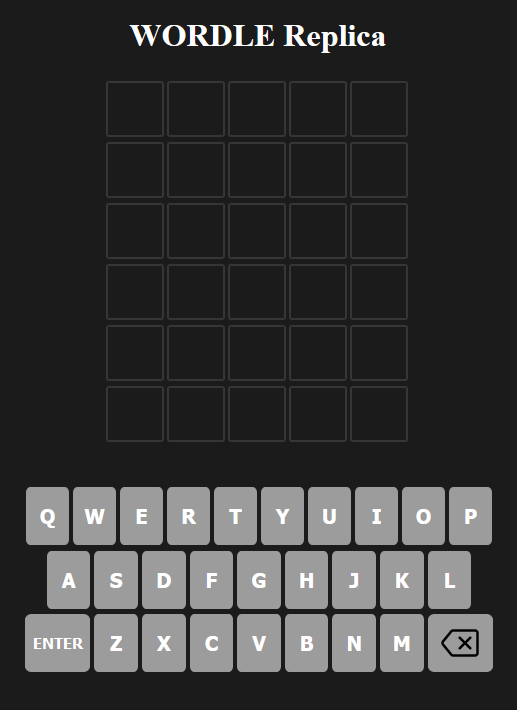 WORDLE Replica
Q W E R T Y U I O P
A S D F G H J K L
ENTER Z X C V B N M